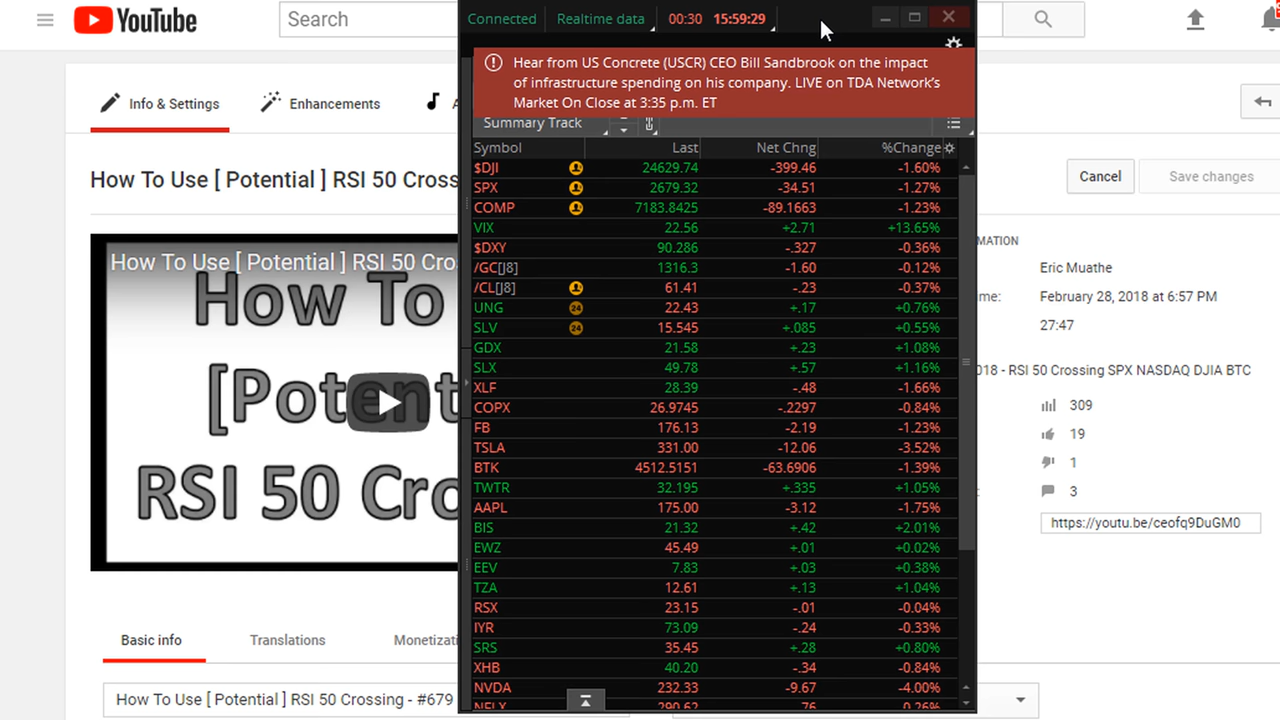 YouTube
Search
Connected Realtime data 00:30 15:59:29
Hear from US Concrete (USCR) CEO Bill Sandbrook on the impact
of infrastructure spending on his company. LIVE on TDA Network's
Market On Close at 3:35 p.m. ET
Info & Settings Enhancements
Summary Track
Symbol Last Net Chng %Change
$DJI 24629.74 -399.46 -1.60%
SPX 2679.32 -34.51 -1.27%
COMP 7183.8425 -89.1663 -1.23%
VIX 22.56 +2.71 +13.65%
$DXY 90.286 -.327 -0.36%
/GC[J8] 1316.3 -1.60 -0.12%
/CL[J8] 61.41 -.23 -0.37%
UNG 24 22.43 +.17 +0.76%
SLV 24 15.545 +.085 +0.55%
GDX 21.58 +.23 +1.08%
SLX 49.78 +.57 +1.16%
XLF 28.39 -.48 -1.66%
COPX 26.9745 -.2297 -0.84%
FB 176.13 -2.19 -1.23%
TSLA 331.00 -12.06 -3.52%
BTK 4512.5151 -63.6906 -1.39%
TWTR 32.195 +.335 +1.05%
AAPL 175.00 -3.12 -1.75%
BIS 21.32 +.42 +2.01%
EWZ 45.49 +.01 +0.02%
EEV 7.83 +.03 +0.38%
TZA 12.61 +.13 +1.04%
RSX 23.15 -.01 -0.04%
IYR 73.09 -.24 -0.33%
SRS 35.45 +.28 +0.80%
XHB 40.20 -.34 -0.84%
NVDA 232.33 -9.67 -4.00%
How To Use [ Potential ] RSI 50 Cross
Cancel Save changes
How To Use [ Potential ] RSI 50 Cro
How To
[Potent
RSI 50 Cro
MATION
Eric Muathe
me: February 28, 2018 at 6:57 PM
27:47
018 - RSI 50 Crossing SPX NASDAQ DJIA BTC
309
19
1
3
https://youtu.be/ceofq9DuGM0
Basic info Translations Monetizati
How To Use [ Potential ] RSI 50 Crossing - #679